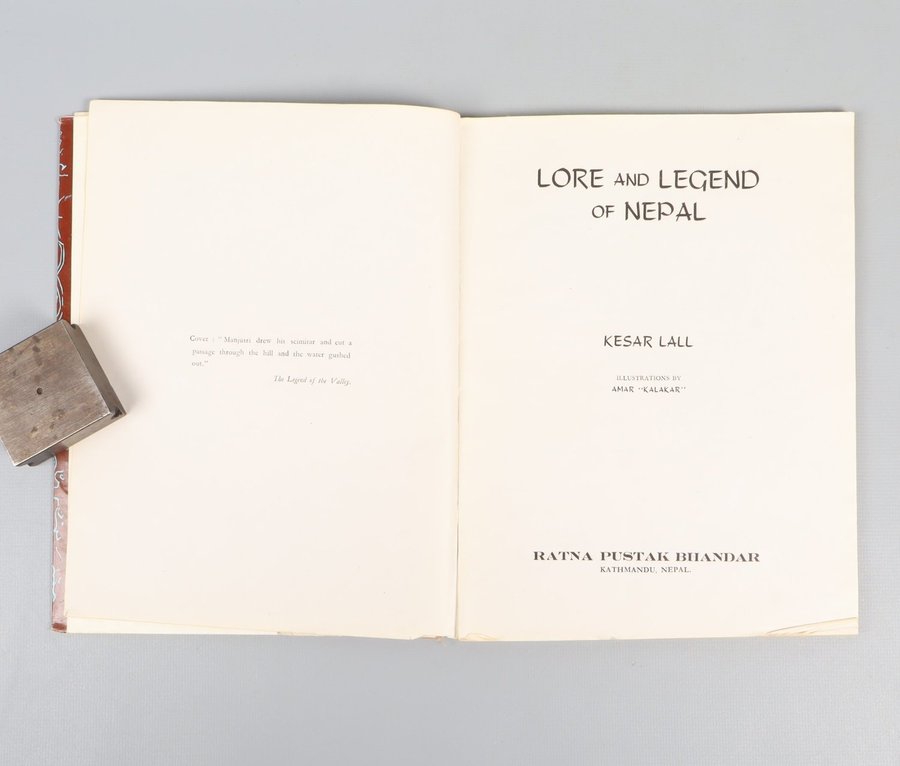 Cover : "Manjusri drew his scimitar and cut a
passage through the hill and the water gushed
out."
The Legend of the Valley.
LORE AND LEGEND
OF NEPAL
KESAR LALL
ILLUSTRATIONS BY
AMAR "KALAKAR"
RATNA PUSTAK BHANDAR
KATHMANDU, NEPAL.